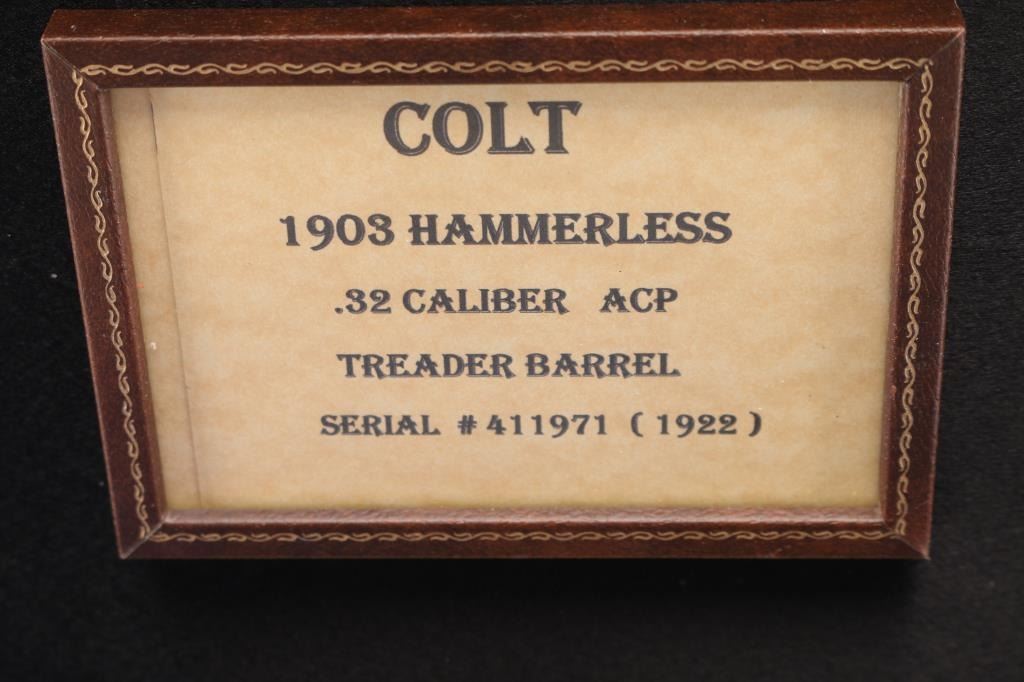 COLT
1903 HAMMERLESS
.32 CALIBER ACP
TREADER BARREL
SERIAL # 411971 ( 1922 )